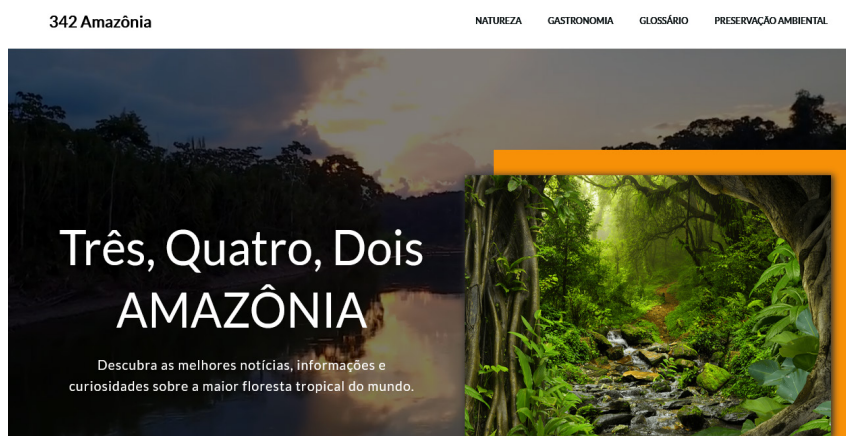 342 Amazônia
NATUREZA GASTRONOMIA GLOSSÁRIO PRESERVAÇÃO AMBIENTAL
Três, Quatro, Dois
AMAZÔNIA
Descubra as melhores notícias, informações e
curiosidades sobre a maior floresta tropical do mundo.